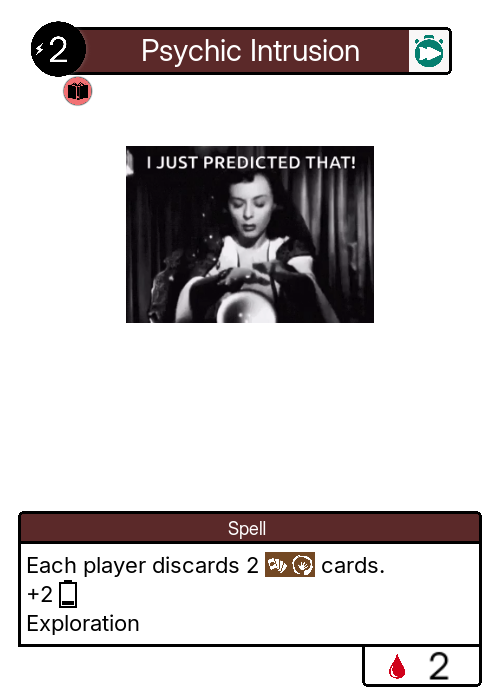 2
Psychic Intrusion
I JUST PREDICTED THAT!
Spell
Each player discards 2 cards.
+2
Exploration
2